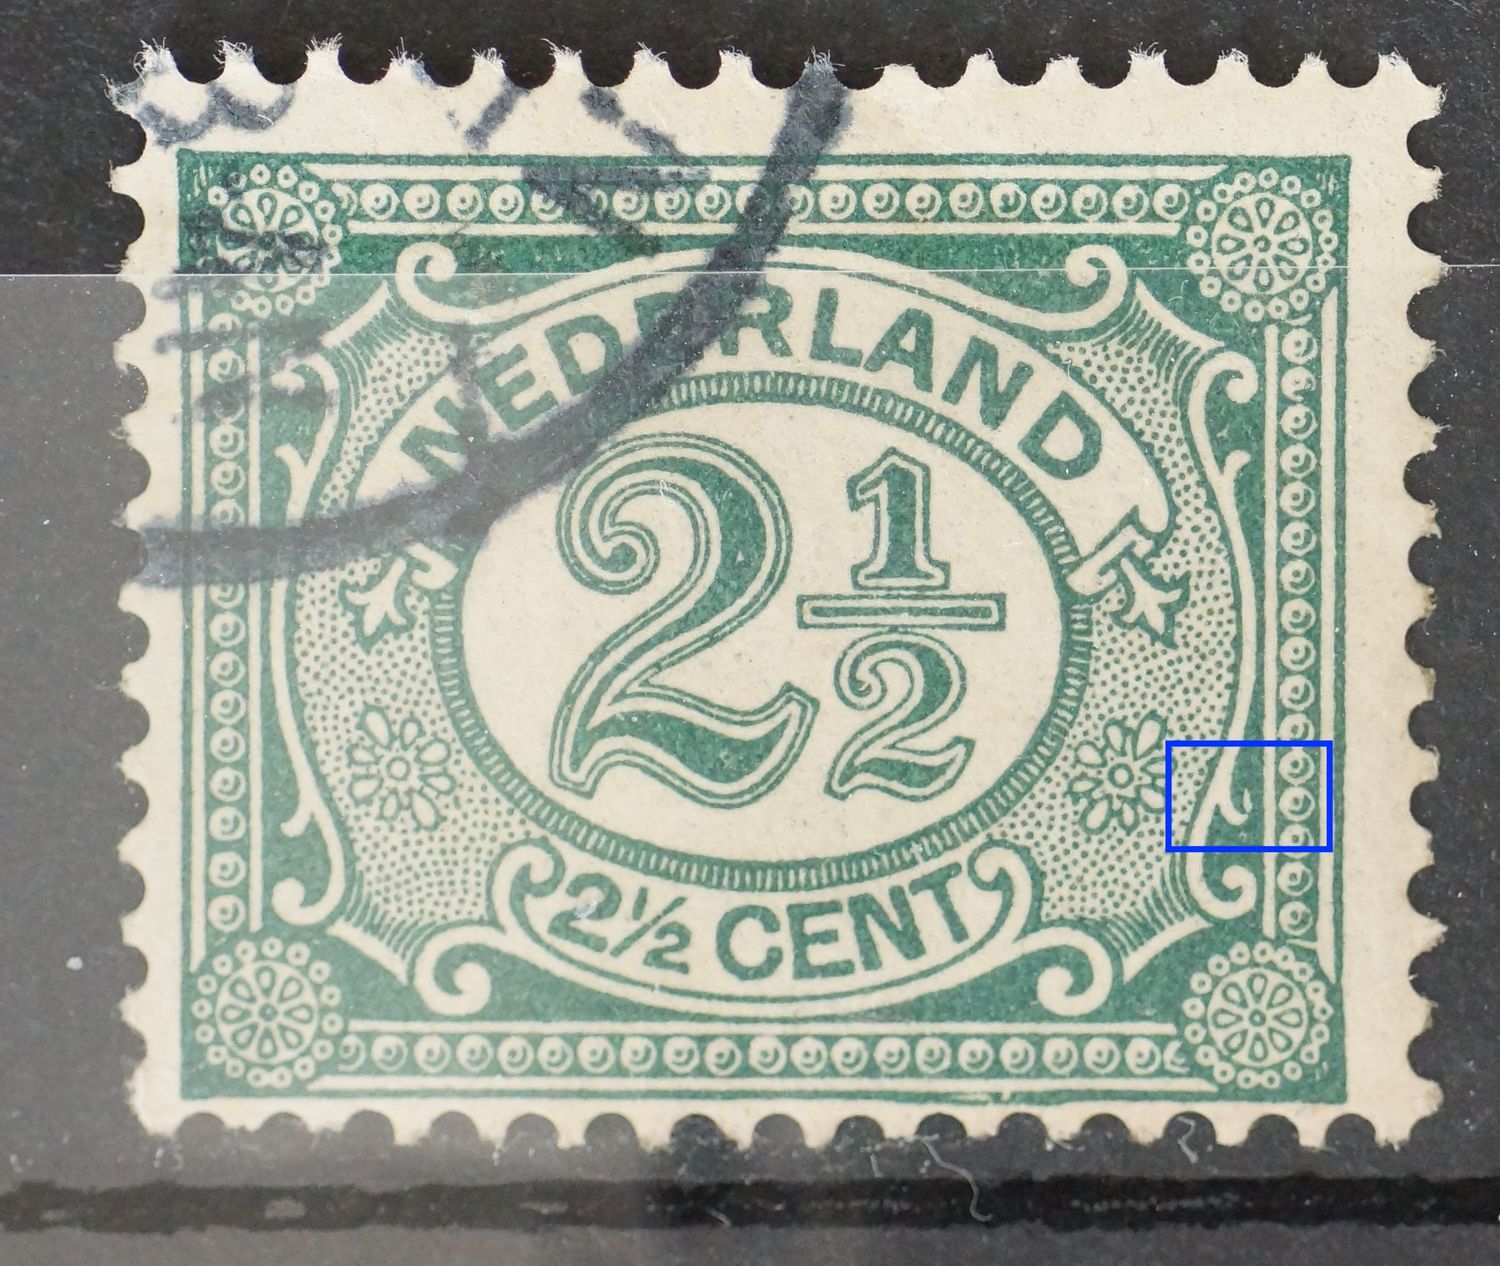 NEDERLAND
2 1/2
2½ CENT